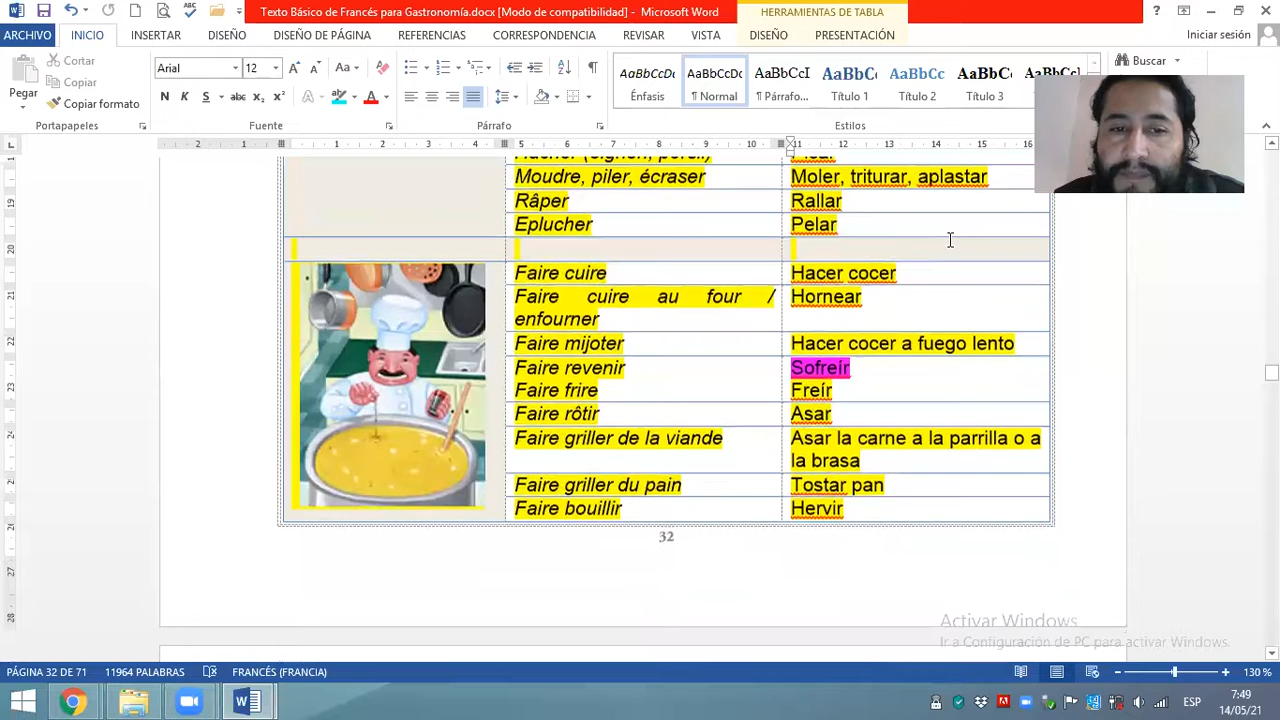 Texto Básico de Francés para Gastronomía.docx [Modo de compatibilidad] - Microsoft Word
HERRAMIENTAS DE TABLA
ARCHIVO INICIO INSERTAR DISEÑO DISEÑO DE PÁGINA REFERENCIAS CORRESPONDENCIA REVISAR VISTA DISEÑO PRESENTACIÓN Iniciar sesión
Pegar
Cortar
Copiar
Copiar formato
Portapapeles
Arial 12
Fuente
Párrafo
AaBbCcDc AaBbCcDc AaBbCcI AaBbC AaBbCc AaBbCc
Énfasis ¶ Normal ¶ Párrafo... Título 1 Título 2 Título 3
Estilos
Buscar
Moudre, piler, écraser Moler, triturar, aplastar
Râper Rallar
Eplucher Pelar
Faire cuire Hacer cocer
Faire cuire au four / Hornear
enfourner
Faire mijoter Hacer cocer a fuego lento
Faire revenir Sofreír
Faire frire Freír
Faire rôtir Asar
Faire griller de la viande Asar la carne a la parrilla o a
la brasa
Faire griller du pain Tostar pan
Faire bouillir Hervir
32
Activar Windows
Ir a Configuración de PC para activar Windows.
PÁGINA 32 DE 71 11964 PALABRAS FRANCÉS (FRANCIA) 130 %
ESP 7:49
14/05/21